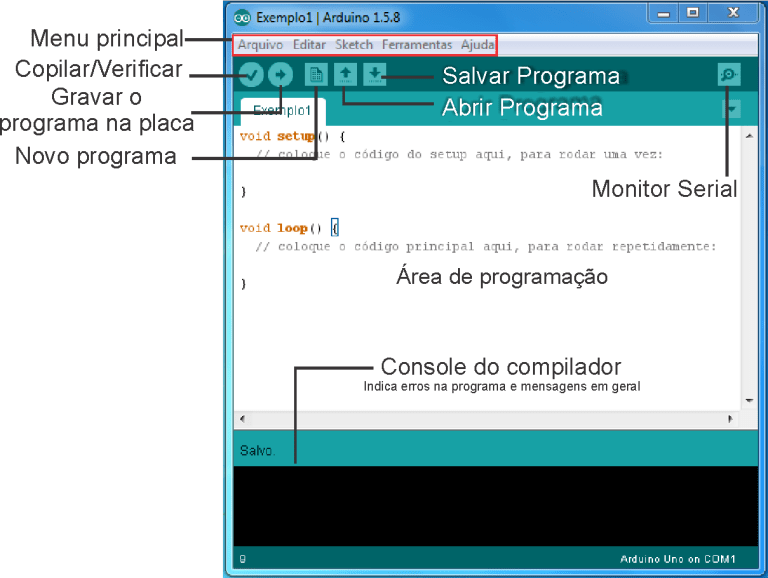 Exemplo1 | Arduino 1.5.8
Menu principal
Arquivo Editar Sketch Ferramentas Ajuda
Copilar/Verificar
Salvar Programa
Gravar o
programa na placa
Abrir Programa
Exemplo1
Novo programa
void setup() {
// coloque o código do setup aqui, para rodar uma vez:
Monitor Serial
}
void loop() {
// coloque o código principal aqui, para rodar repetidamente:
Área de programação
}
Console do compilador
Indica erros na programa e mensagens em geral
Salvo.
9
Arduino Uno on COM1